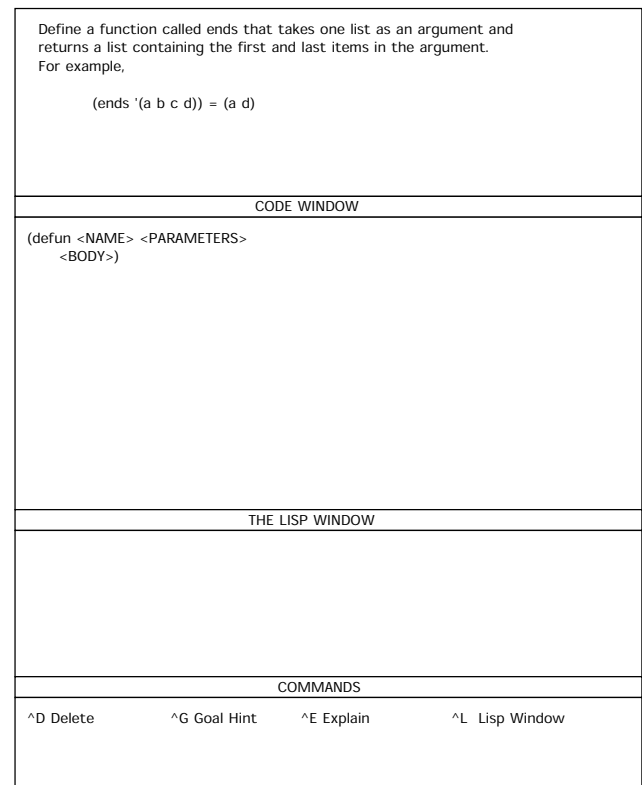 Define a function called ends that takes one list as an argument and
returns a list containing the first and last items in the argument.
For example,
(ends '(a b c d)) = (a d)
CODE WINDOW
(defun <NAME> <PARAMETERS>
<BODY>)
THE LISP WINDOW
COMMANDS
^D Delete ^G Goal Hint ^E Explain ^L Lisp Window